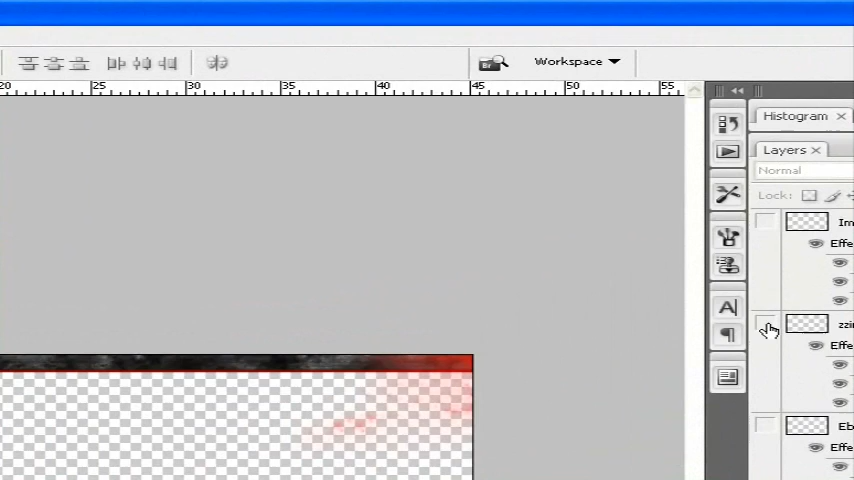 Br
Workspace
20 25 30 35 40 45 50 55
Histogram ×
Layers ×
Normal
Lock:
Im
Effe
zzi
Effe
Eb
Effe